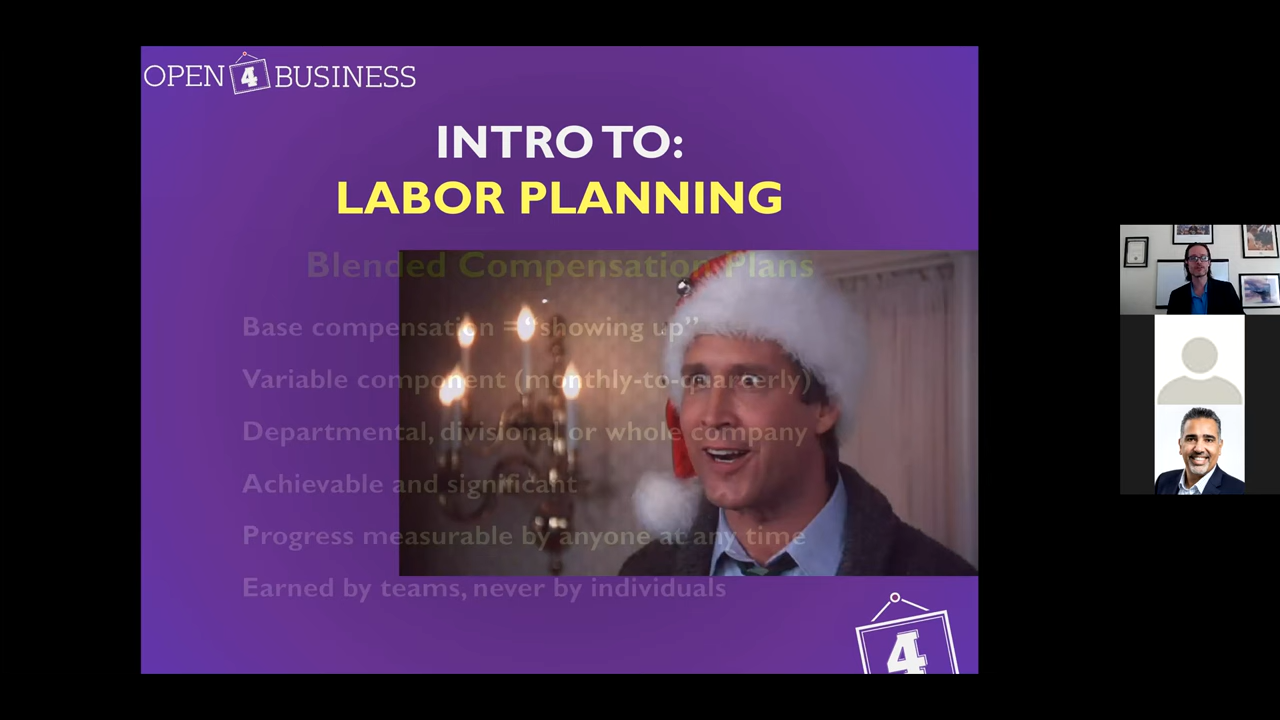 OPEN 4 BUSINESS
INTRO TO:
LABOR PLANNING
Blended Compensation Plans
Base compensation = “showing up”
Variable component (monthly-to-quarterly)
Departmental, divisional or whole company
Achievable and significant
Progress measurable by anyone at any time
Earned by teams, never by individuals
4